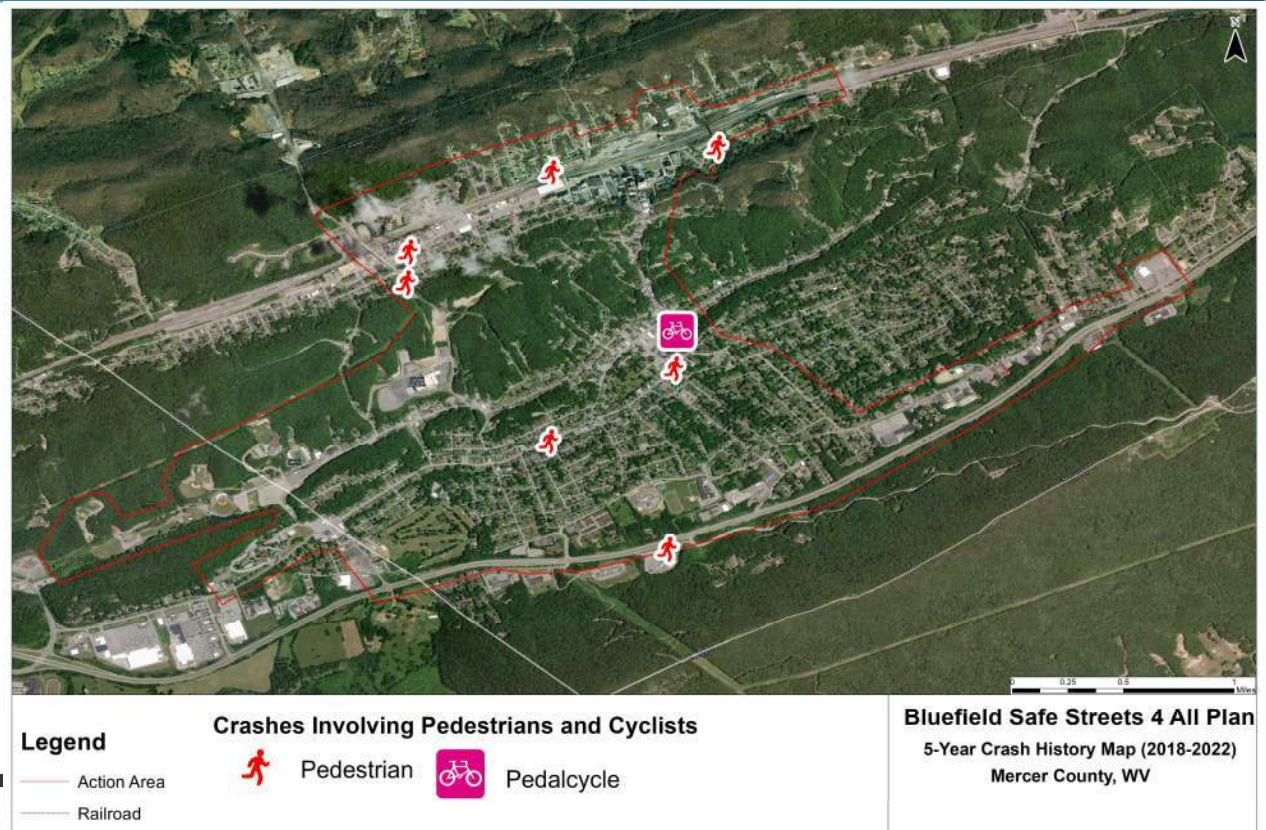 N
0 0.25 0.5 1
Miles
Legend
Action Area
Railroad
Crashes Involving Pedestrians and Cyclists
Pedestrian
Pedalcycle
Bluefield Safe Streets 4 All Plan
5-Year Crash History Map (2018-2022)
Mercer County, WV